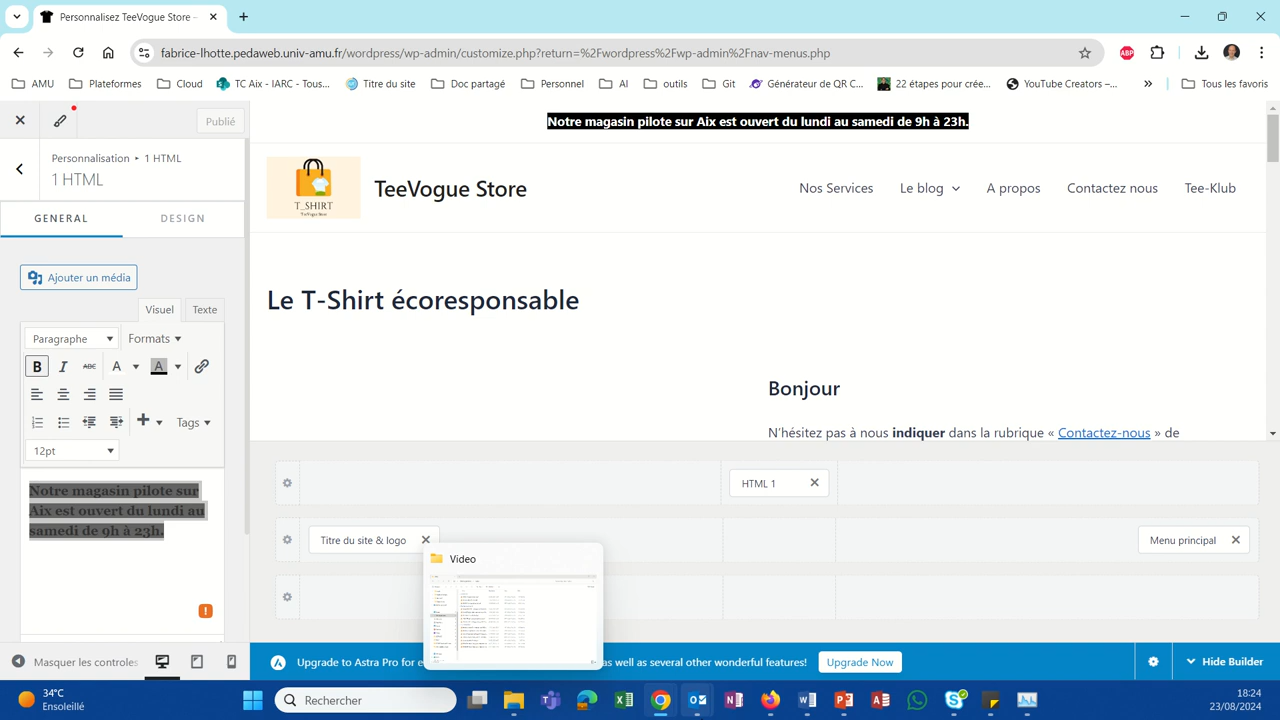 Personnalisez TeeVogue Store –
fabrice-lhotte.pedaweb.univ-amu.fr/wordpress/wp-admin/customize.php?return=%2Fwordpress%2Fwp-admin%2Fnav-menus.php
ABP
AMU
Plateformes
Cloud
TC Aix - IARC - Tous...
Titre du site
Doc partagé
Personnel
AI
outils
Git
Générateur de QR C...
22 étapes pour crée...
YouTube Creators –...
Tous les favoris
Publié
Notre magasin pilote sur Aix est ouvert du lundi au samedi de 9h à 23h.
Personnalisation ▸ 1 HTML
1 HTML
T_SHIRT
TeeVogue Store
TeeVogue Store
Nos Services
Le blog
A propos
Contactez nous
Tee-Klub
GENERAL
DESIGN
Ajouter un média
Le T-Shirt écoresponsable
Visuel
Texte
Paragraphe
Formats
B I ABC A A
Bonjour
Tags
N'hésitez pas à nous indiquer dans la rubrique « Contactez-nous » de
12pt
Notre magasin pilote sur
Aix est ouvert du lundi au
samedi de 9h à 23h.
HTML 1
Titre du site & logo
Menu principal
Video
Masquer les controles
Upgrade to Astra Pro for e
as well as several other wonderful features!
Upgrade Now
Hide Builder
34°C
Ensoleillé
Rechercher
18:24
23/08/2024